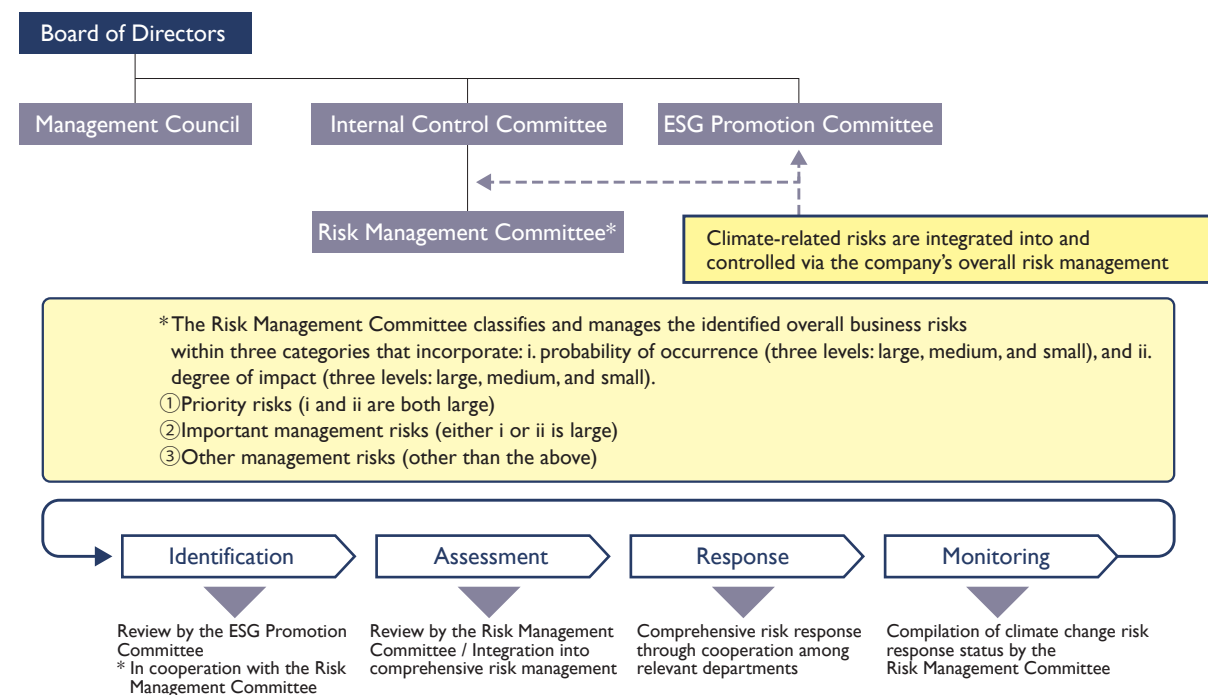 Board of Directors
Management Council
Internal Control Committee
ESG Promotion Committee
Risk Management Committee*
Climate-related risks are integrated into and
controlled via the company's overall risk management
* The Risk Management Committee classifies and manages the identified overall business risks
within three categories that incorporate: i. probability of occurrence (three levels: large, medium, and small), and ii.
degree of impact (three levels: large, medium, and small).
①Priority risks (i and ii are both large)
②Important management risks (either i or ii is large)
③Other management risks (other than the above)
Identification
Assessment
Response
Monitoring
Review by the ESG Promotion
Committee
* In cooperation with the Risk
Management Committee
Review by the Risk Management
Committee / Integration into
comprehensive risk management
Comprehensive risk response
through cooperation among
relevant departments
Compilation of climate change risk
response status by the
Risk Management Committee